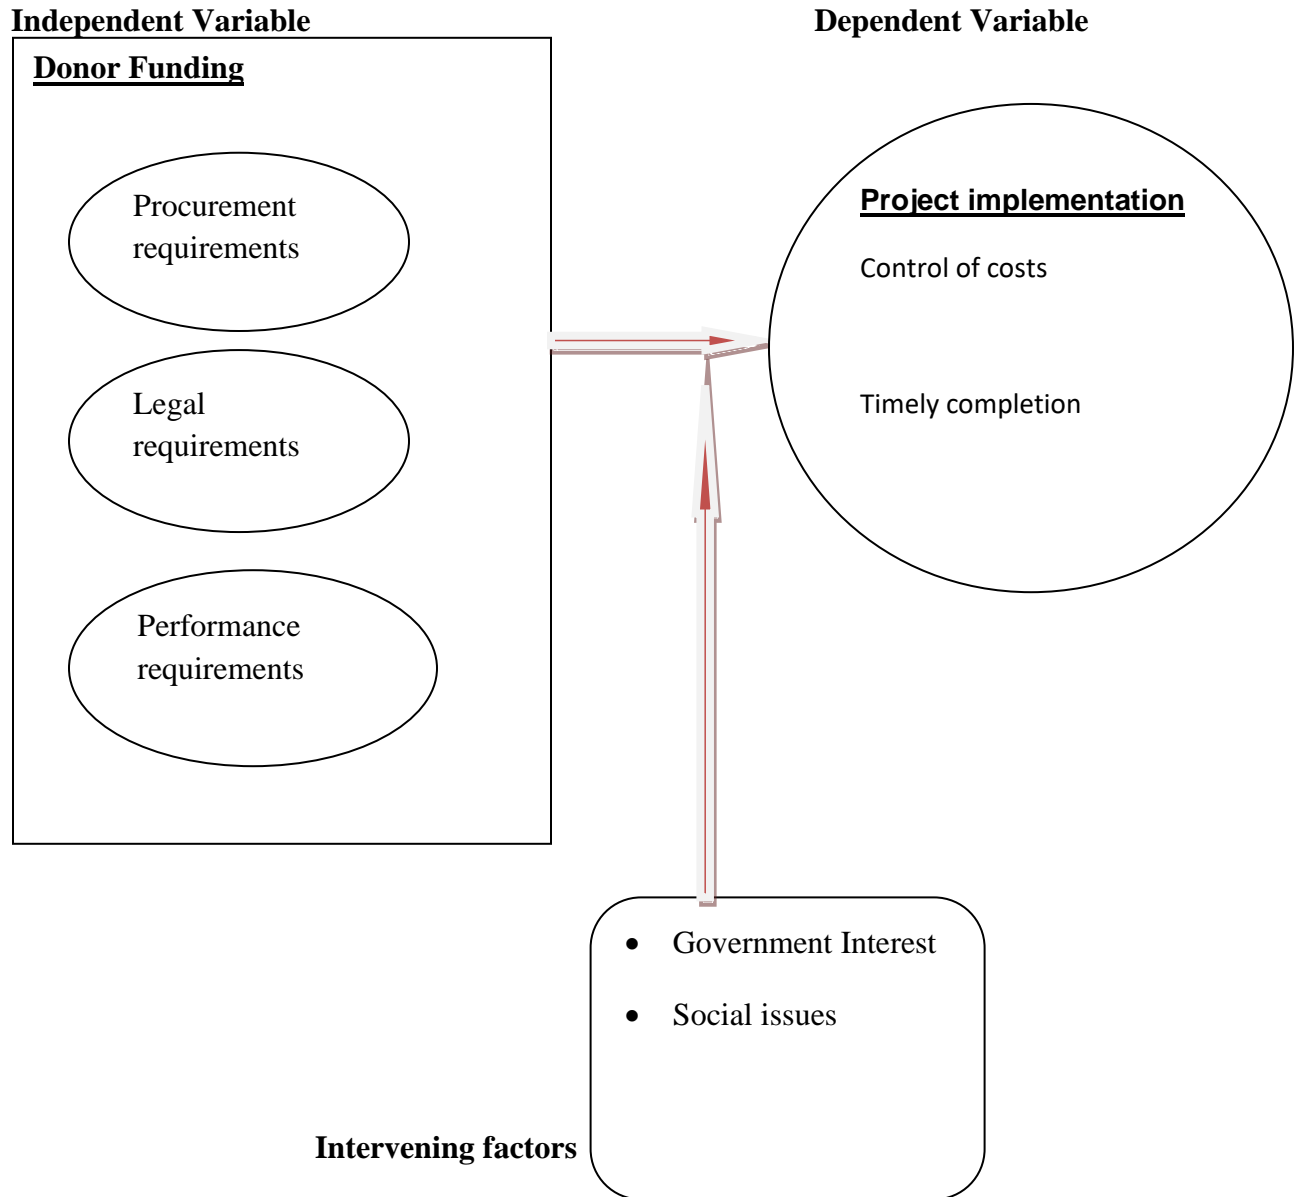 Independent Variable
Dependent Variable
Donor Funding
Procurement
requirements
Legal
requirements
Performance
requirements
Project implementation
Control of costs
Timely completion
• Government Interest
• Social issues
Intervening factors